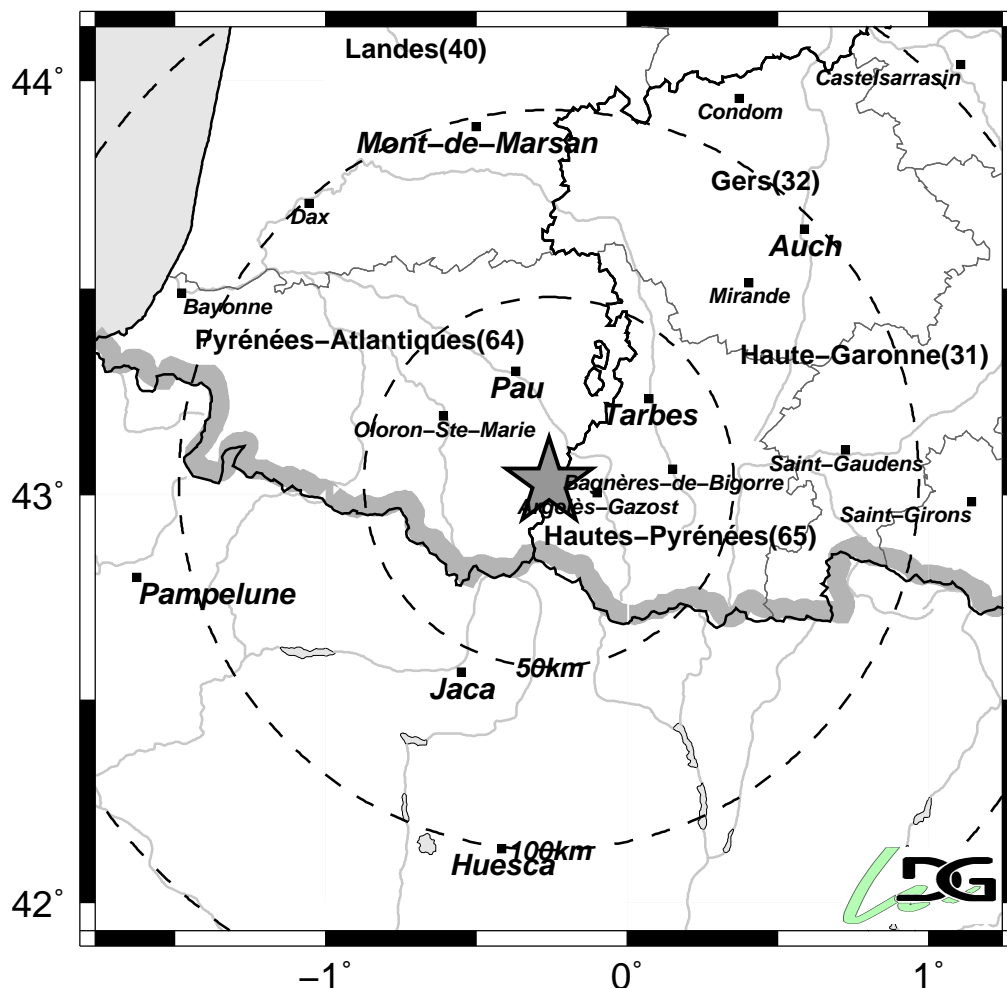 Landes(40)
44°
Castelsarrasin
Condom
Mont–de–Marsan
Gers(32)
Dax
Auch
Mirande
Bayonne
Pyrénées–Atlantiques(64)
Haute–Garonne(31)
Pau
Tarbes
Oloron–Ste–Marie
Saint–Gaudens
43°
Bagnères–de–Bigorre
Argelès–Gazost
Saint–Girons
Hautes–Pyrénées(65)
Pampelune
50km
Jaca
100km
Huesca
DG
42°
–1°
0°
1°